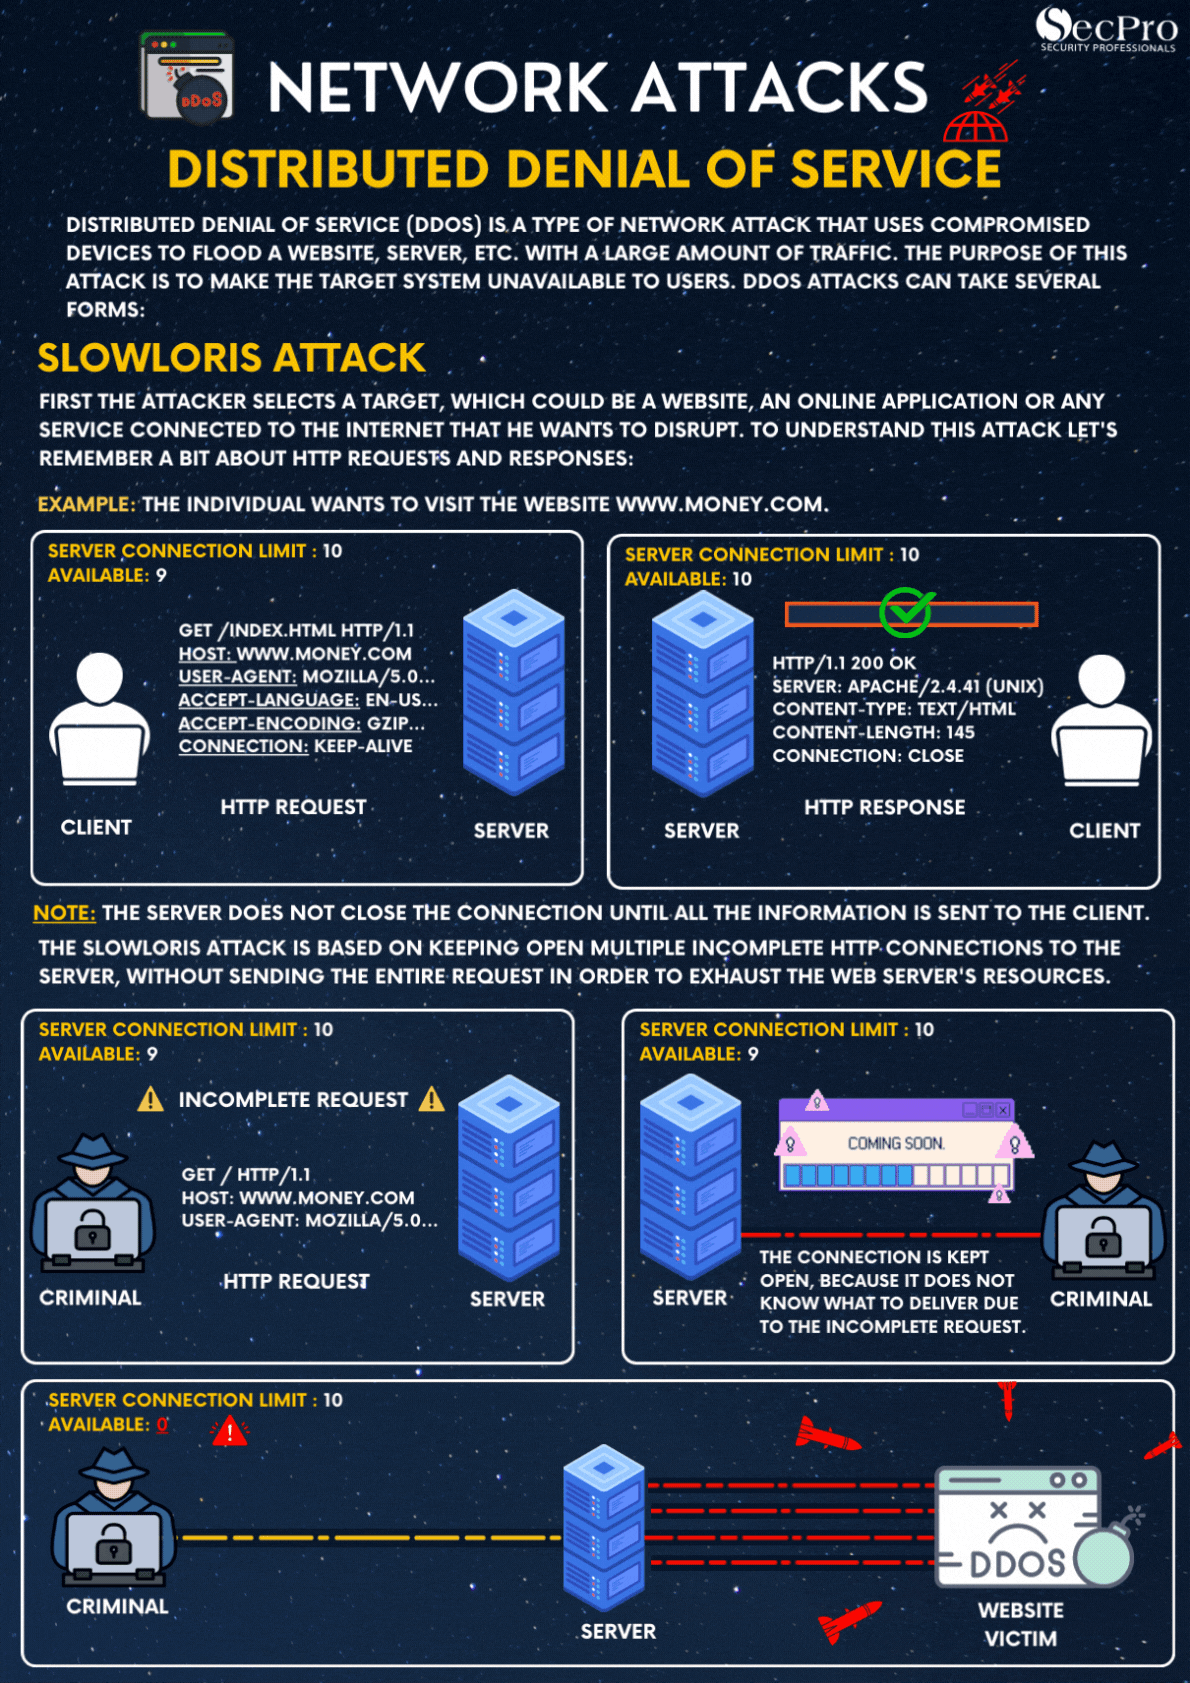 SecPro
SECURITY PROFESSIONALS
DDoS
NETWORK ATTACKS
DISTRIBUTED DENIAL OF SERVICE
DISTRIBUTED DENIAL OF SERVICE (DDOS) IS A TYPE OF NETWORK ATTACK THAT USES COMPROMISED
DEVICES TO FLOOD A WEBSITE, SERVER, ETC. WITH A LARGE AMOUNT OF TRAFFIC. THE PURPOSE OF THIS
ATTACK IS TO MAKE THE TARGET SYSTEM UNAVAILABLE TO USERS. DDOS ATTACKS CAN TAKE SEVERAL
FORMS:
SLOWLORIS ATTACK
FIRST THE ATTACKER SELECTS A TARGET, WHICH COULD BE A WEBSITE, AN ONLINE APPLICATION OR ANY
SERVICE CONNECTED TO THE INTERNET THAT HE WANTS TO DISRUPT. TO UNDERSTAND THIS ATTACK LET'S
REMEMBER A BIT ABOUT HTTP REQUESTS AND RESPONSES:
EXAMPLE: THE INDIVIDUAL WANTS TO VISIT THE WEBSITE WWW.MONEY.COM.
SERVER CONNECTION LIMIT : 10
AVAILABLE: 9
GET /INDEX.HTML HTTP/1.1
HOST: WWW.MONEY.COM
USER-AGENT: MOZILLA/5.0...
ACCEPT-LANGUAGE: EN-US...
ACCEPT-ENCODING: GZIP...
CONNECTION: KEEP-ALIVE
HTTP REQUEST
CLIENT
SERVER
SERVER CONNECTION LIMIT : 10
AVAILABLE: 10
HTTP/1.1 200 OK
SERVER: APACHE/2.4.41 (UNIX)
CONTENT-TYPE: TEXT/HTML
CONTENT-LENGTH: 145
CONNECTION: CLOSE
HTTP RESPONSE
SERVER
CLIENT
NOTE: THE SERVER DOES NOT CLOSE THE CONNECTION UNTIL ALL THE INFORMATION IS SENT TO THE CLIENT.
THE SLOWLORIS ATTACK IS BASED ON KEEPING OPEN MULTIPLE INCOMPLETE HTTP CONNECTIONS TO THE
SERVER, WITHOUT SENDING THE ENTIRE REQUEST IN ORDER TO EXHAUST THE WEB SERVER'S RESOURCES.
SERVER CONNECTION LIMIT : 10
AVAILABLE: 9
INCOMPLETE REQUEST
GET / HTTP/1.1
HOST: WWW.MONEY.COM
USER-AGENT: MOZILLA/5.0...
HTTP REQUEST
CRIMINAL
SERVER
SERVER CONNECTION LIMIT : 10
AVAILABLE: 9
COMING SOON.
THE CONNECTION IS KEPT
OPEN, BECAUSE IT DOES NOT
KNOW WHAT TO DELIVER DUE
TO THE INCOMPLETE REQUEST.
SERVER
CRIMINAL
SERVER CONNECTION LIMIT : 10
AVAILABLE: 0
CRIMINAL
SERVER
DDOS
WEBSITE
VICTIM